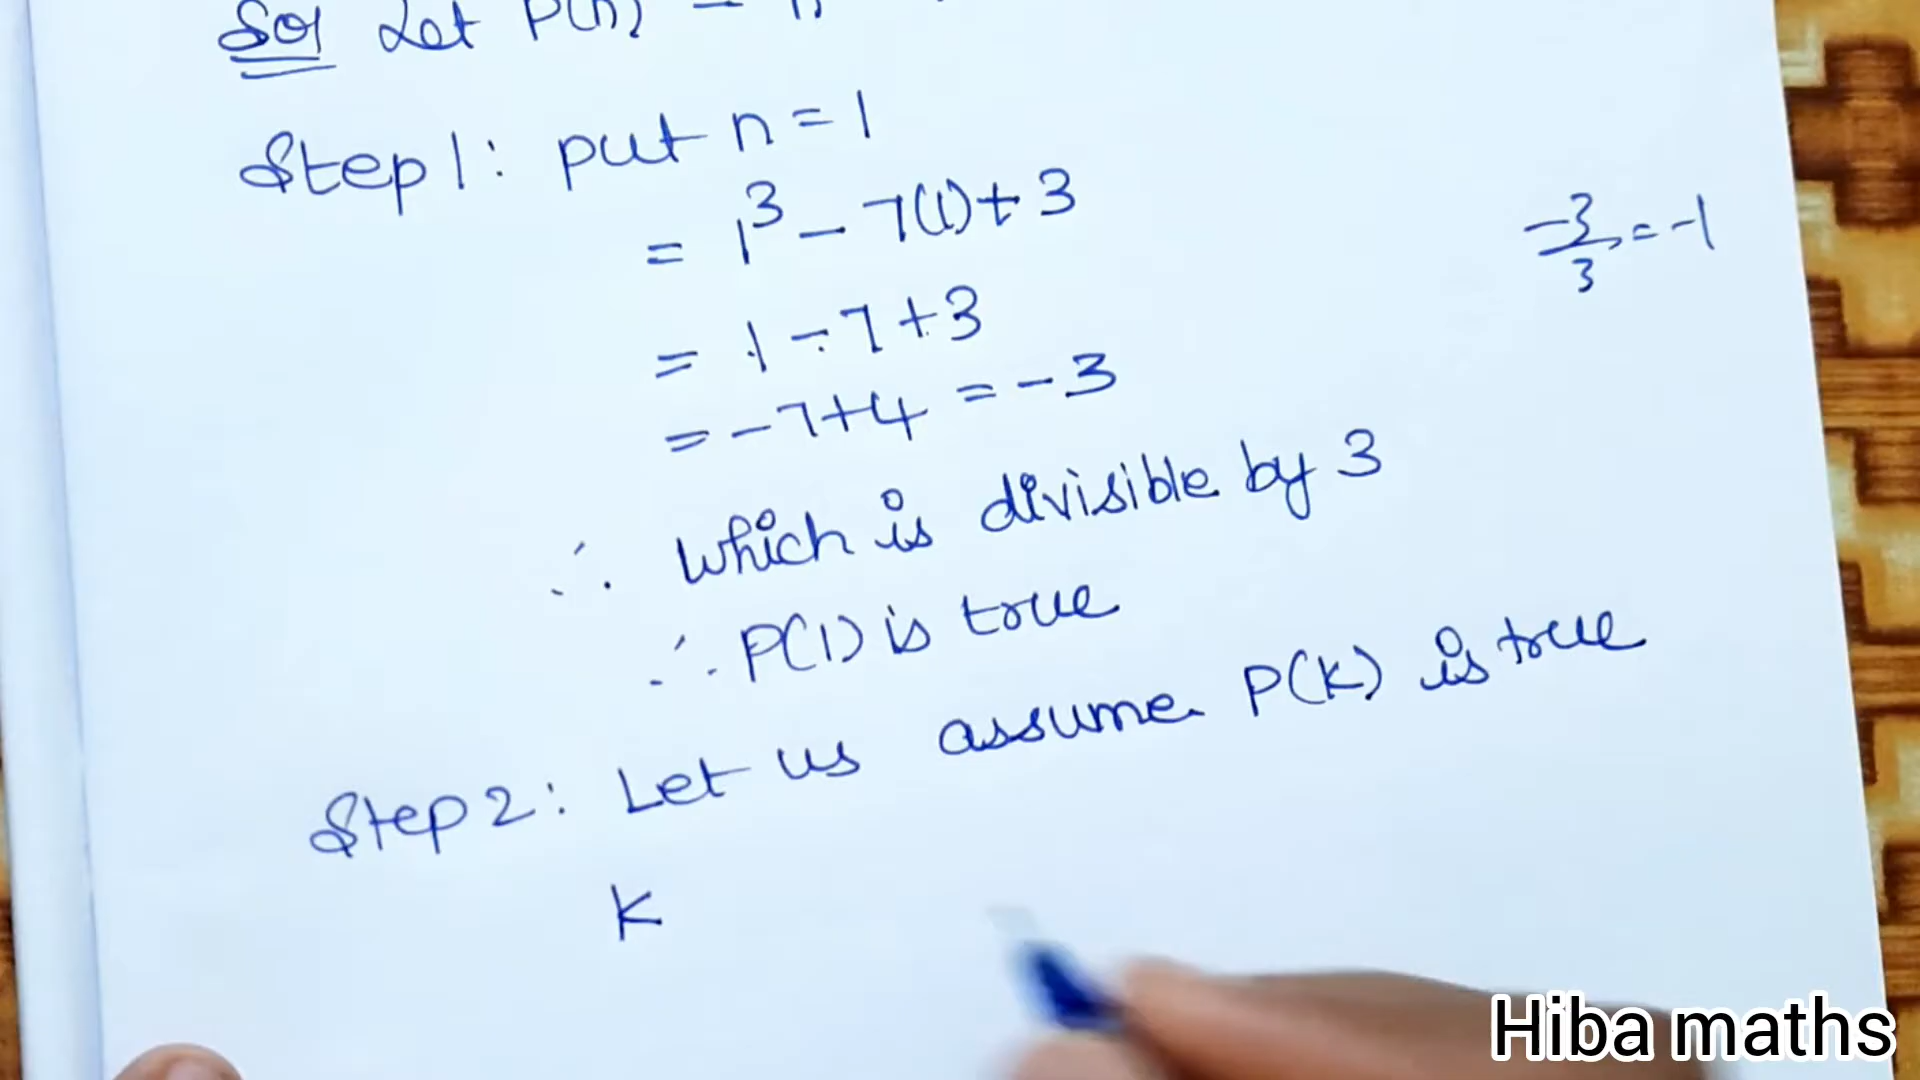 Sol Let P(n) = n
Step 1: put n = 1
= 1³ - 7(1) + 3
-3/3 = -1
= 1 - 7 + 3
= -7+4 = -3
∴ which is divisible by 3
∴ P(1) is true
Step 2: Let us assume P(k) is true
k
Hiba maths